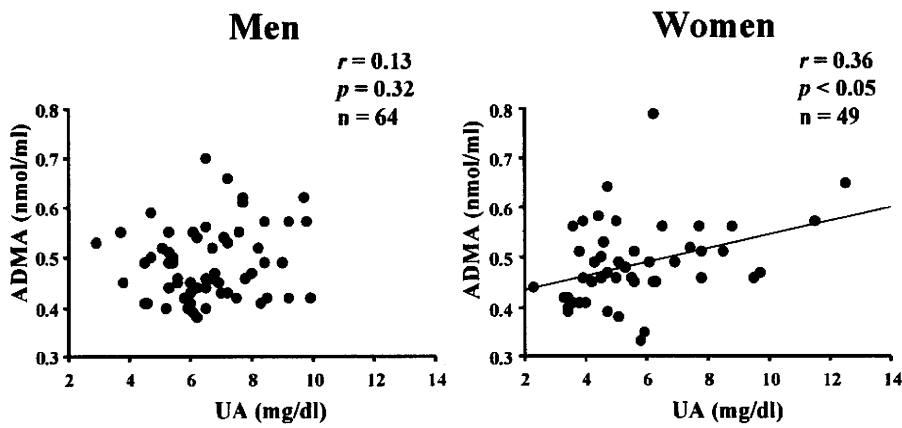 Men
r = 0.13
p = 0.32
n = 64
ADMA (nmol/ml)
0.8
0.7
0.6
0.5
0.4
0.3
2
4
6
8
10
12
14
UA (mg/dl)
Women
r = 0.36
p < 0.05
n = 49
ADMA (nmol/ml)
0.8
0.7
0.6
0.5
0.4
0.3
2
4
6
8
10
12
14
UA (mg/dl)